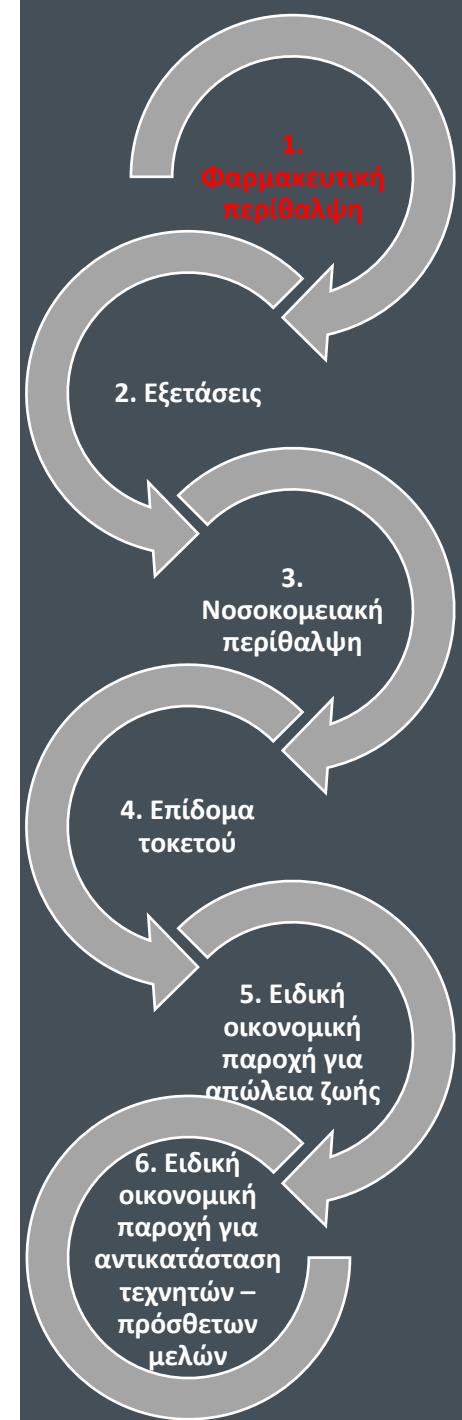 1.
Φαρμακευτική
περίθαλψη
2. Εξετάσεις
3.
Νοσοκομειακή
περίθαλψη
4. Επίδομα
τοκετού
5. Ειδική
οικονομική
παροχή για
απώλεια ζωής
6. Ειδική
οικονομική
παροχή για
αντικατάσταση
τεχνητών –
πρόσθετων
μελών